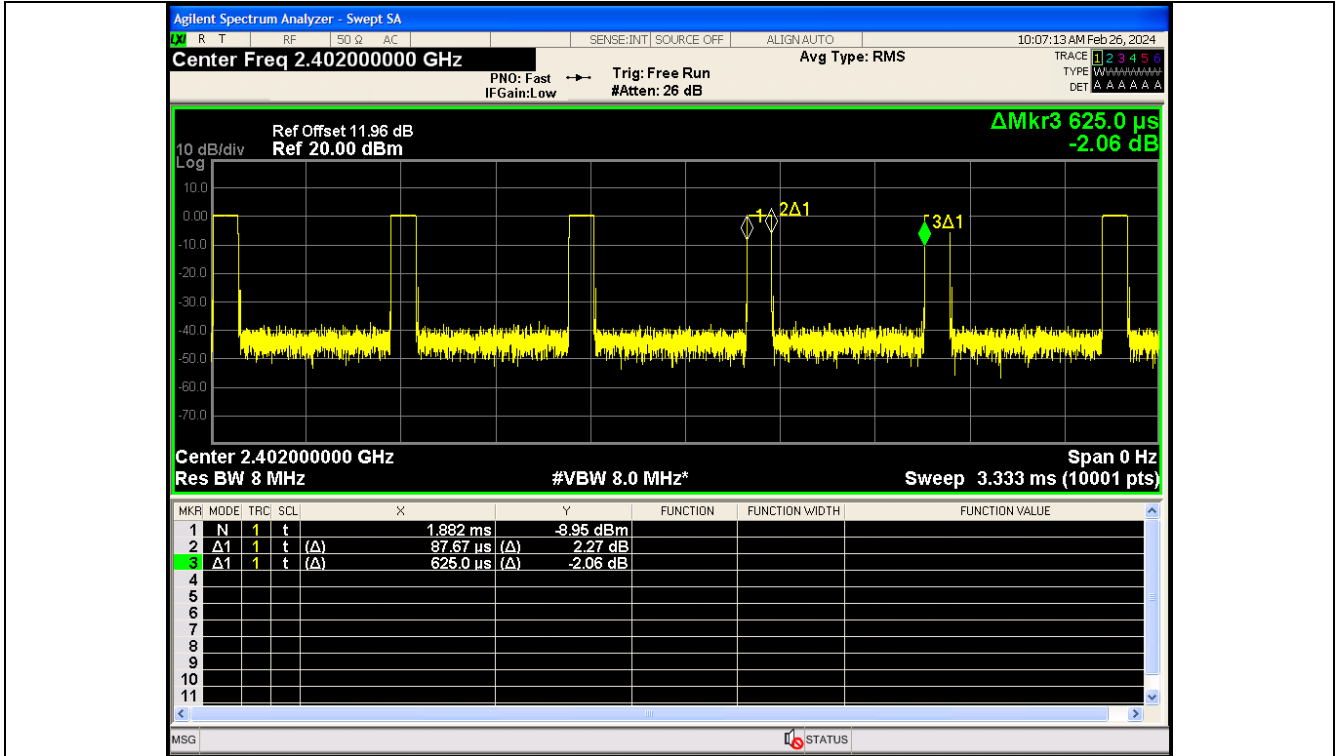 Agilent Spectrum Analyzer - Swept SA
LXI R T RF 50 Ω AC SENSE:INT SOURCE OFF ALIGNAUTO 10:07:13 AM Feb 26, 2024
Center Freq 2.402000000 GHz Avg Type: RMS TRACE 1 2 3 4 5 6
PNO: Fast Trig: Free Run TYPE WWWWWW
IFGain:Low #Atten: 26 dB DET A A A A A A
ΔMkr3 625.0 µs
-2.06 dB
Ref Offset 11.96 dB
10 dB/div Ref 20.00 dBm
Log
10.0
0.00
-10.0
-20.0
-30.0
-40.0
-50.0
-60.0
-70.0
1
2Δ1
3Δ1
Center 2.402000000 GHz Span 0 Hz
Res BW 8 MHz #VBW 8.0 MHz* Sweep 3.333 ms (10001 pts)
MKR MODE TRC SCL X Y FUNCTION FUNCTION WIDTH FUNCTION VALUE
1 N 1 t 1.882 ms -8.95 dBm
2 Δ1 1 t (Δ) 87.67 µs (Δ) 2.27 dB
3 Δ1 1 t (Δ) 625.0 µs (Δ) -2.06 dB
4
5
6
7
8
9
10
11
MSG STATUS